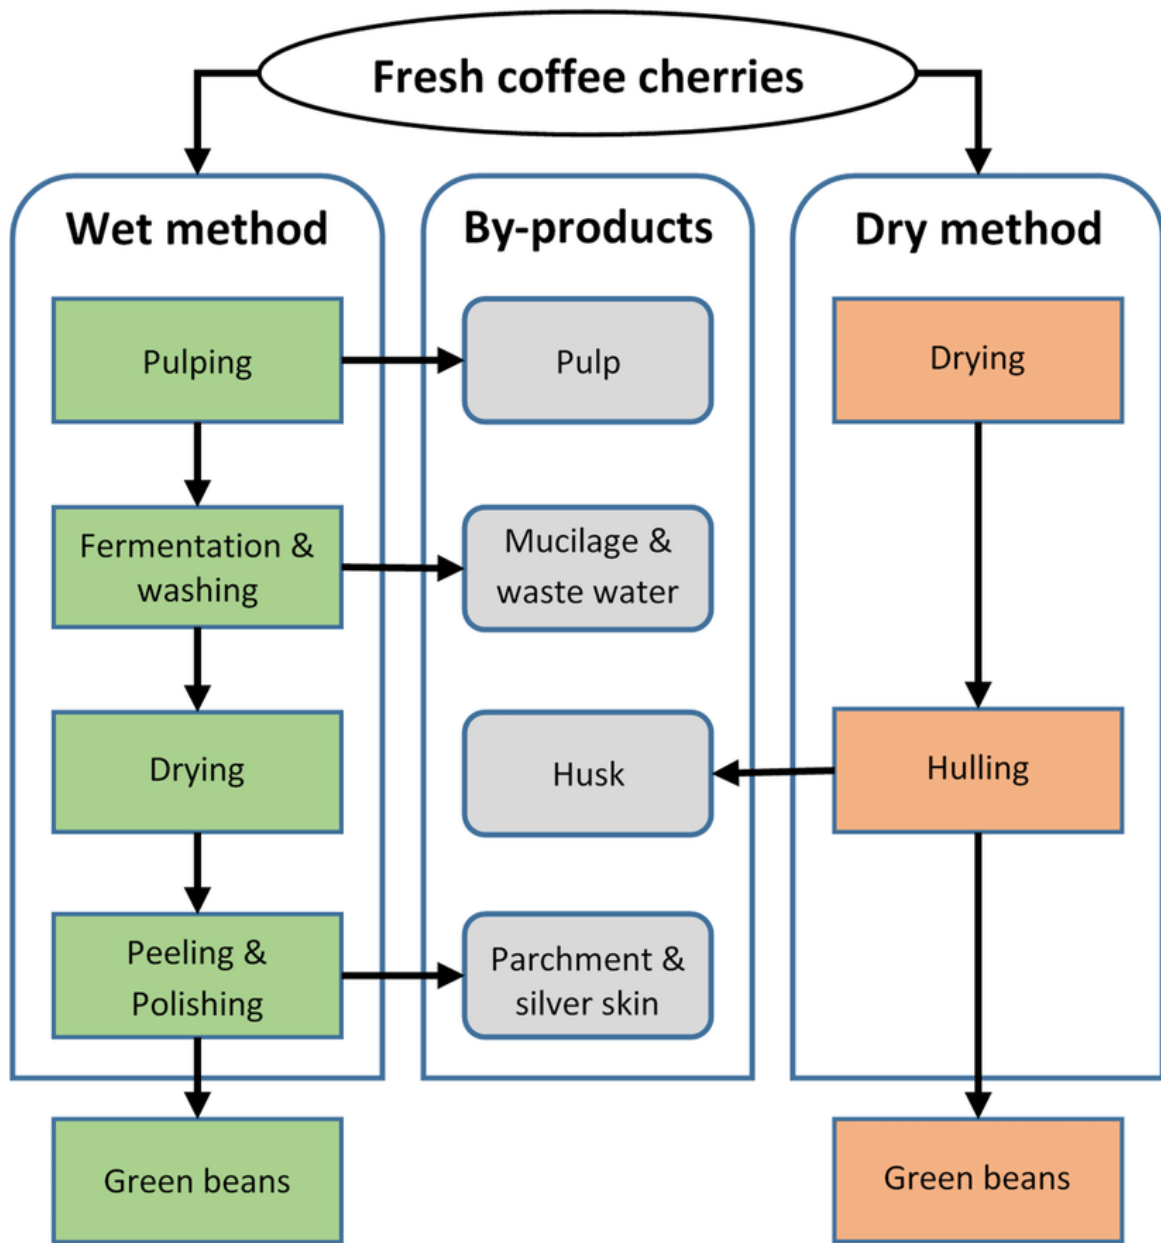 Fresh coffee cherries
Wet method
By-products
Dry method
Pulping
Pulp
Drying
Fermentation &
washing
Mucilage &
waste water
Drying
Husk
Hulling
Peeling &
Polishing
Parchment &
silver skin
Green beans
Green beans